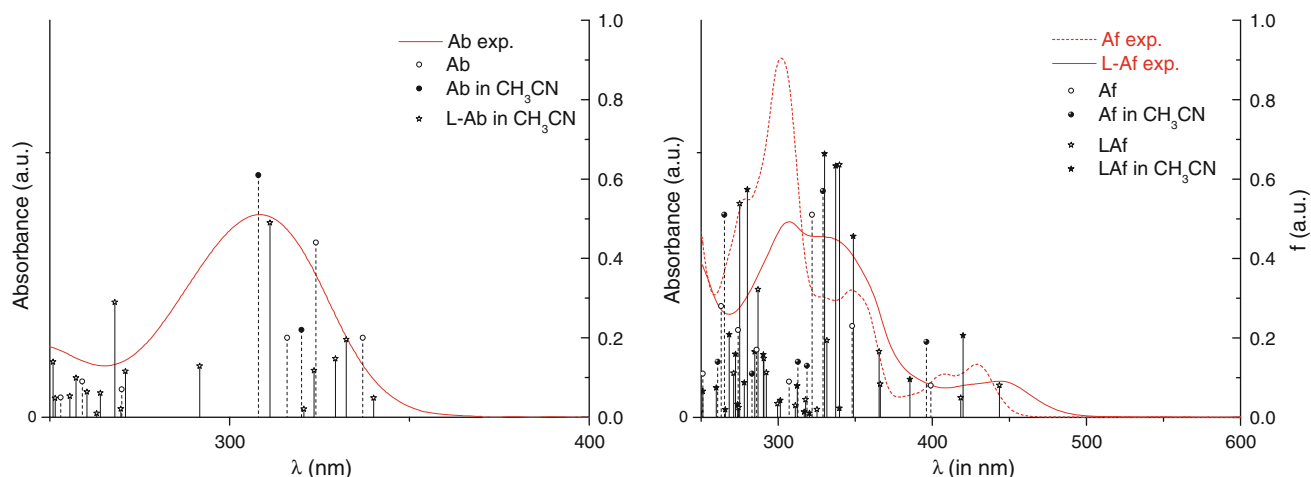 Ab exp.
Ab
Ab in CH₃CN
L-Ab in CH₃CN
1.0
0.8
0.6
0.4
0.2
0.0
0
300
400
Absorbance (a.u.)
λ (nm)
Af exp.
L-Af exp.
Af
Af in CH₃CN
LAf
LAf in CH₃CN
1.0
0.8
0.6
0.4
0.2
0.0
0
300
400
500
600
Absorbance (a.u.)
f (a.u.)
λ (in nm)